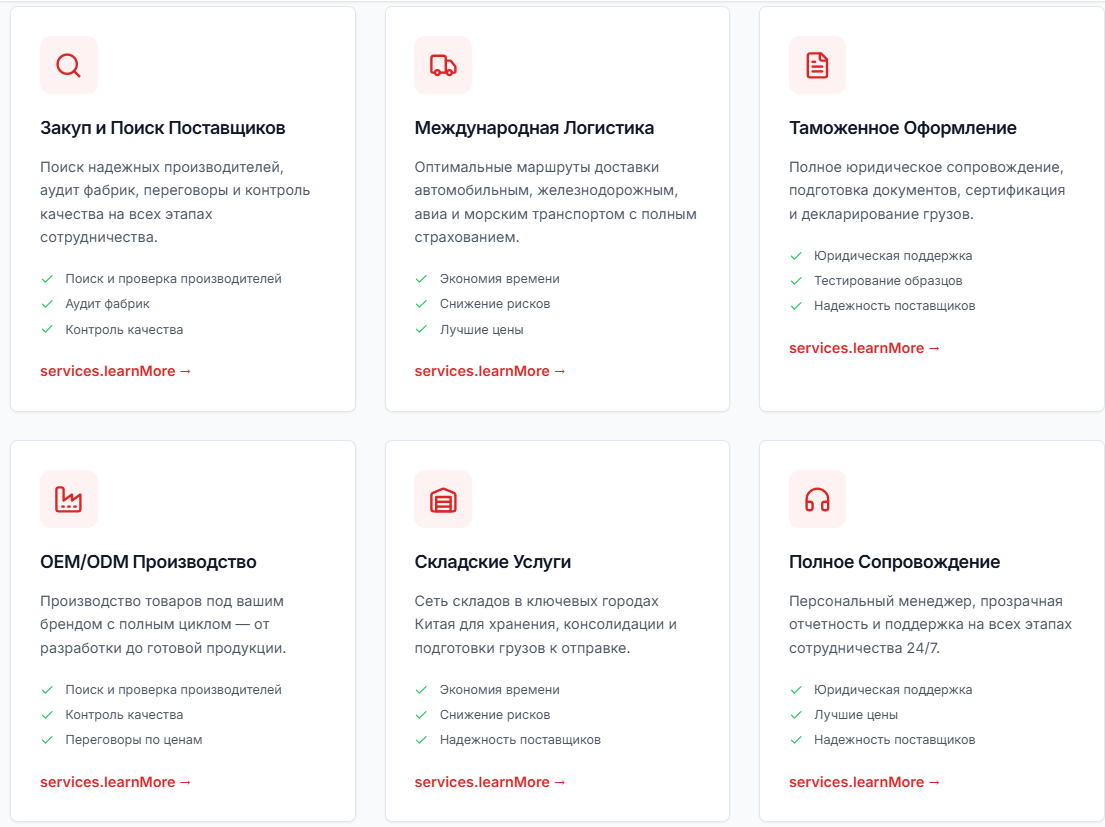 Закуп и Поиск Поставщиков
Поиск надежных производителей,
аудит фабрик, переговоры и контроль
качества на всех этапах
сотрудничества.
Поиск и проверка производителей
Аудит фабрик
Контроль качества
services.learnMore →
Международная Логистика
Оптимальные маршруты доставки
автомобильным, железнодорожным,
авиа и морским транспортом с полным
страхованием.
Экономия времени
Снижение рисков
Лучшие цены
services.learnMore →
Таможенное Оформление
Полное юридическое сопровождение,
подготовка документов, сертификация
и декларирование грузов.
Юридическая поддержка
Тестирование образцов
Надежность поставщиков
services.learnMore →
OEM/ODM Производство
Производство товаров под вашим
брендом с полным циклом — от
разработки до готовой продукции.
Поиск и проверка производителей
Контроль качества
Переговоры по ценам
services.learnMore →
Складские Услуги
Сеть складов в ключевых городах
Китая для хранения, консолидации и
подготовки грузов к отправке.
Экономия времени
Снижение рисков
Надежность поставщиков
services.learnMore →
Полное Сопровождение
Персональный менеджер, прозрачная
отчетность и поддержка на всех этапах
сотрудничества 24/7.
Юридическая поддержка
Лучшие цены
Надежность поставщиков
services.learnMore →